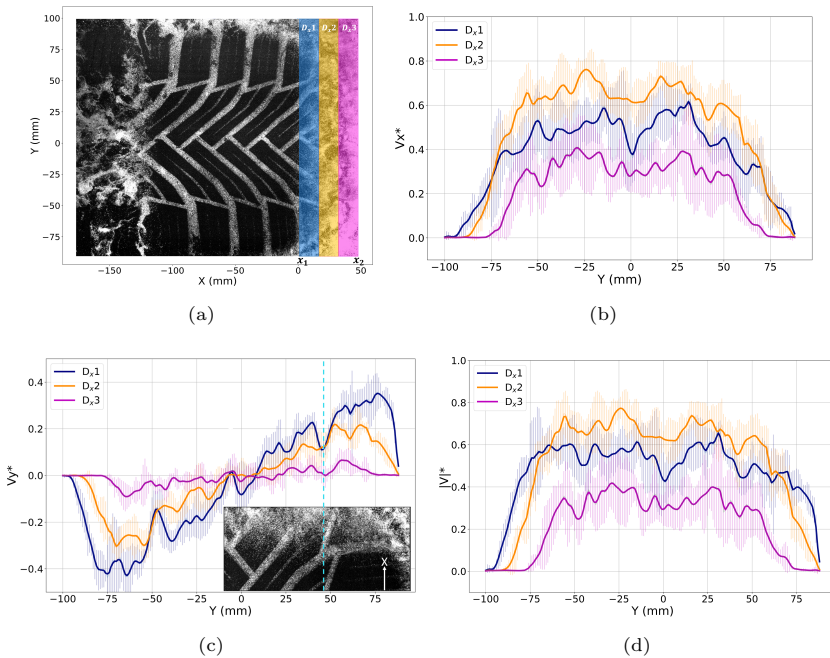 100
75
50
25
0
−25
−50
−75
Y (mm)
Dx1 Dx2 Dx3
−150 −100 −50 0 50
x1 x2
X (mm)
(a)
1.0
0.8
0.6
0.4
0.2
0.0
Vx*
Dx1
Dx2
Dx3
−100 −75 −50 −25 0 25 50 75
Y (mm)
(b)
0.4
0.2
0.0
−0.2
−0.4
Vy*
Dx1
Dx2
Dx3
X
−100 −75 −50 −25 0 25 50 75
Y (mm)
(c)
1.0
0.8
0.6
0.4
0.2
0.0
|V|*
Dx1
Dx2
Dx3
−100 −75 −50 −25 0 25 50 75
Y (mm)
(d)